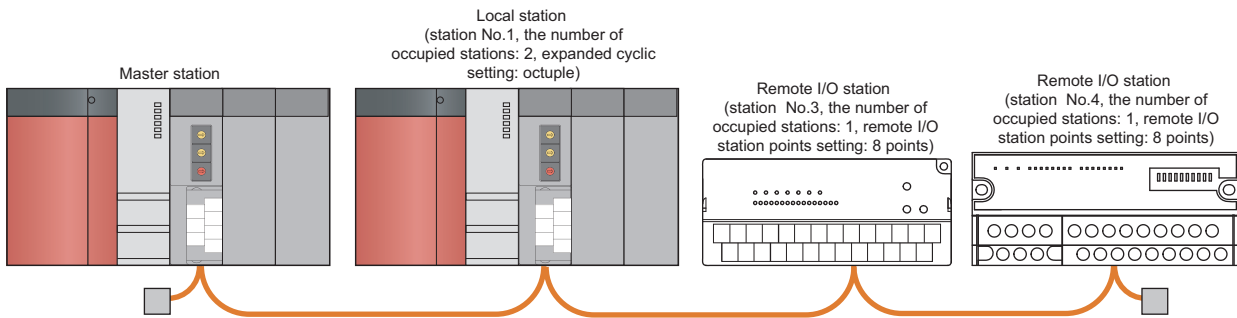 Master station
Local station
(station No.1, the number of
occupied stations: 2, expanded cyclic
setting: octuple)
Remote I/O station
(station No.3, the number of
occupied stations: 1, remote I/O
station points setting: 8 points)
Remote I/O station
(station No.4, the number of
occupied stations: 1, remote I/O
station points setting: 8 points)